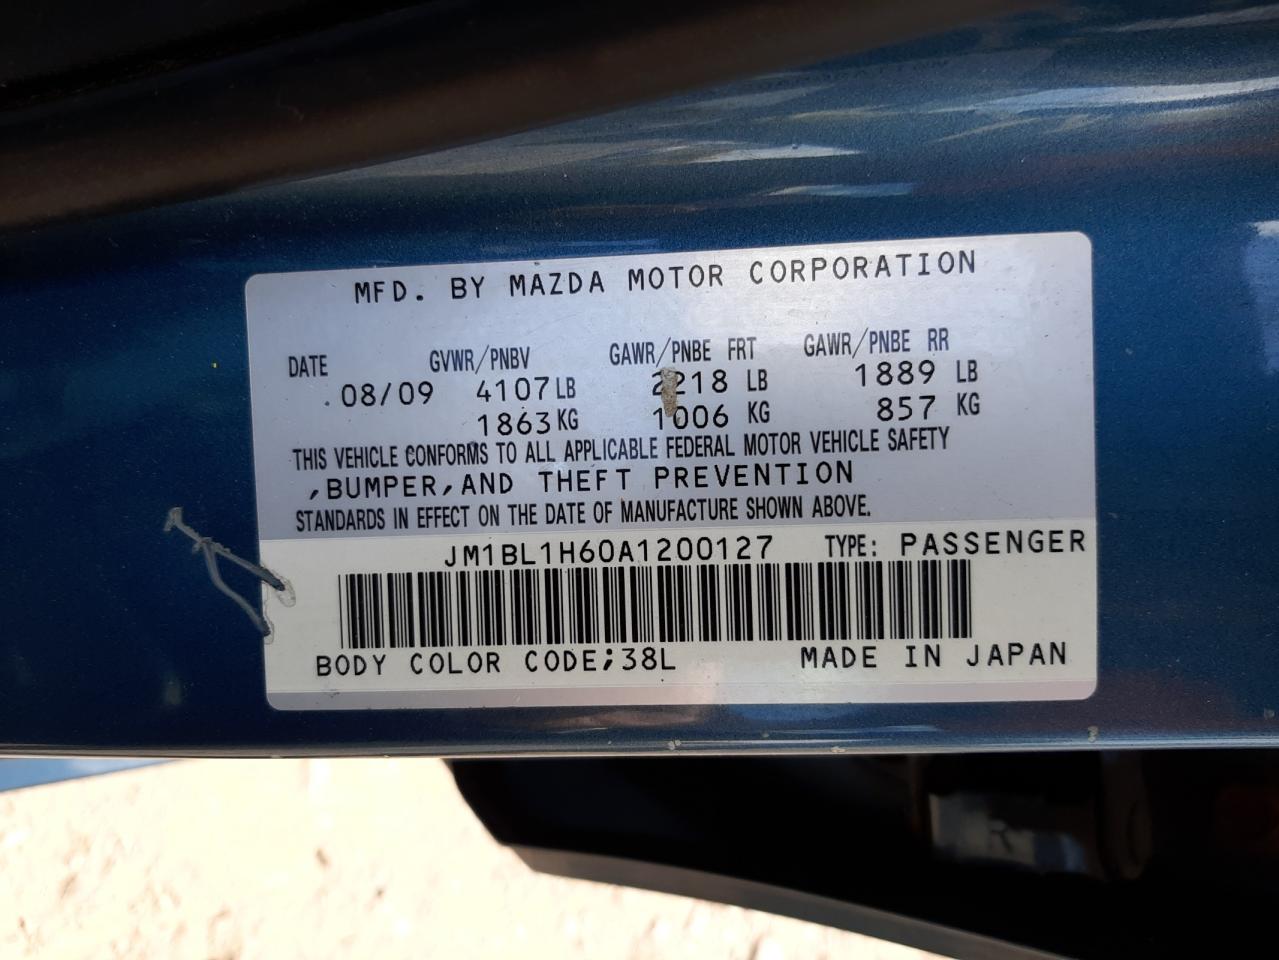 MFD. BY MAZDA MOTOR CORPORATION
DATE GVWR/PNBV GAWR/PNBE FRT GAWR/PNBE RR
08/09 4107 LB 2218 LB 1889 LB
1863 KG 1006 KG 857 KG
THIS VEHICLE CONFORMS TO ALL APPLICABLE FEDERAL MOTOR VEHICLE SAFETY
,BUMPER,AND THEFT PREVENTION
STANDARDS IN EFFECT ON THE DATE OF MANUFACTURE SHOWN ABOVE.
JM1BL1H60A1200127 TYPE: PASSENGER
BODY COLOR CODE;38L MADE IN JAPAN